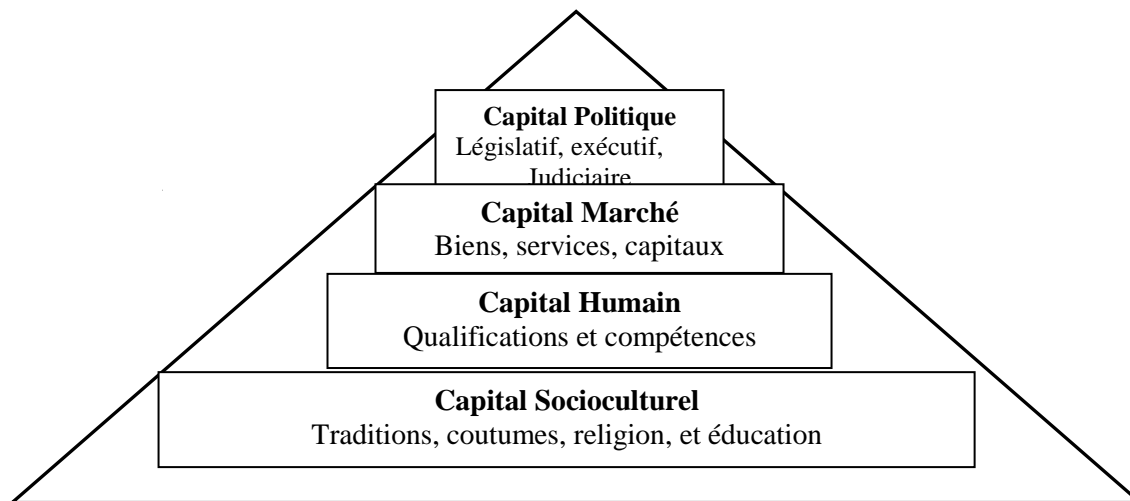 Capital Politique
Législatif, exécutif,
Judiciaire
Capital Marché
Biens, services, capitaux
Capital Humain
Qualifications et compétences
Capital Socioculturel
Traditions, coutumes, religion, et éducation